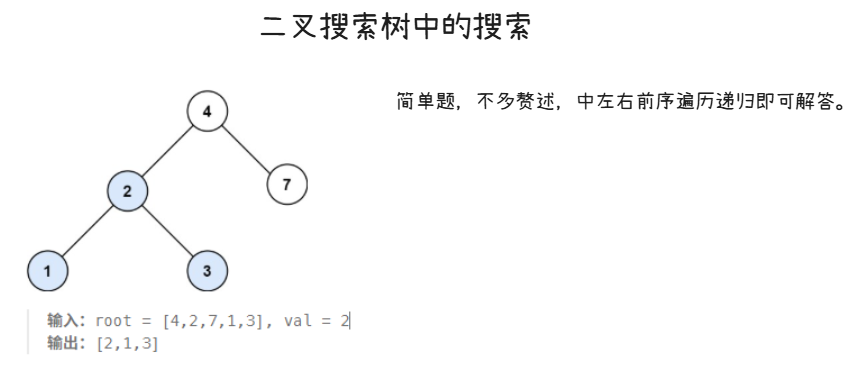 二叉搜索树中的搜索
简单题，不多赘述，中左右前序遍历递归即可解答。
4
2
7
1
3
输入：root = [4,2,7,1,3], val = 2
输出：[2,1,3]